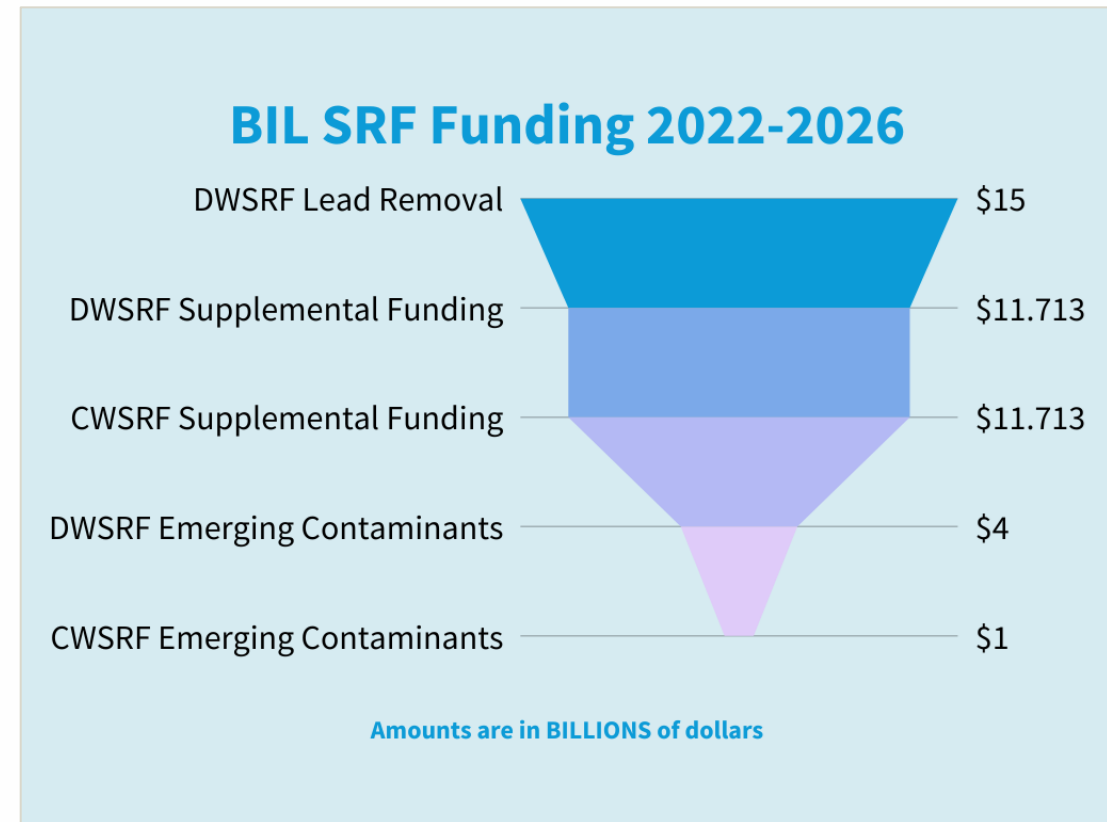 BIL SRF Funding 2022-2026
DWSRF Lead Removal $15
DWSRF Supplemental Funding $11.713
CWSRF Supplemental Funding $11.713
DWSRF Emerging Contaminants $4
CWSRF Emerging Contaminants $1
Amounts are in BILLIONS of dollars